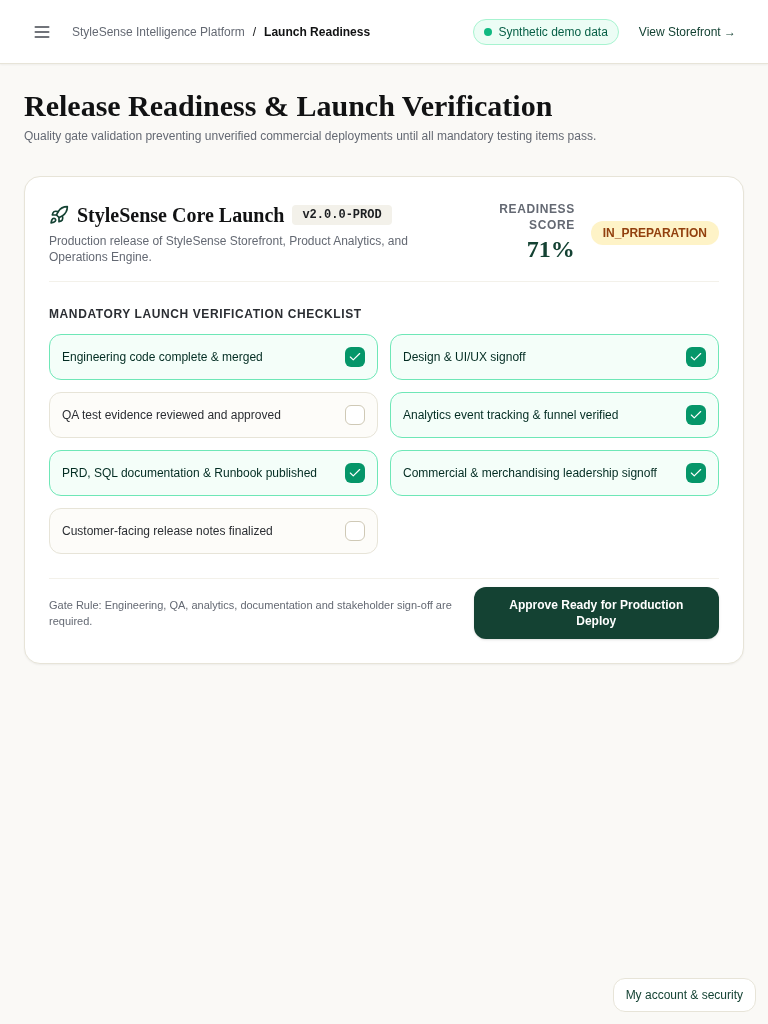 StyleSense Intelligence Platform / Launch Readiness
Synthetic demo data
View Storefront →
Release Readiness & Launch Verification
Quality gate validation preventing unverified commercial deployments until all mandatory testing items pass.
StyleSense Core Launch
v2.0.0-PROD
Production release of StyleSense Storefront, Product Analytics, and
Operations Engine.
READINESS
SCORE
71%
IN_PREPARATION
MANDATORY LAUNCH VERIFICATION CHECKLIST
Engineering code complete & merged
Design & UI/UX signoff
QA test evidence reviewed and approved
Analytics event tracking & funnel verified
PRD, SQL documentation & Runbook published
Commercial & merchandising leadership signoff
Customer-facing release notes finalized
Gate Rule: Engineering, QA, analytics, documentation and stakeholder sign-off are
required.
Approve Ready for Production
Deploy
My account & security